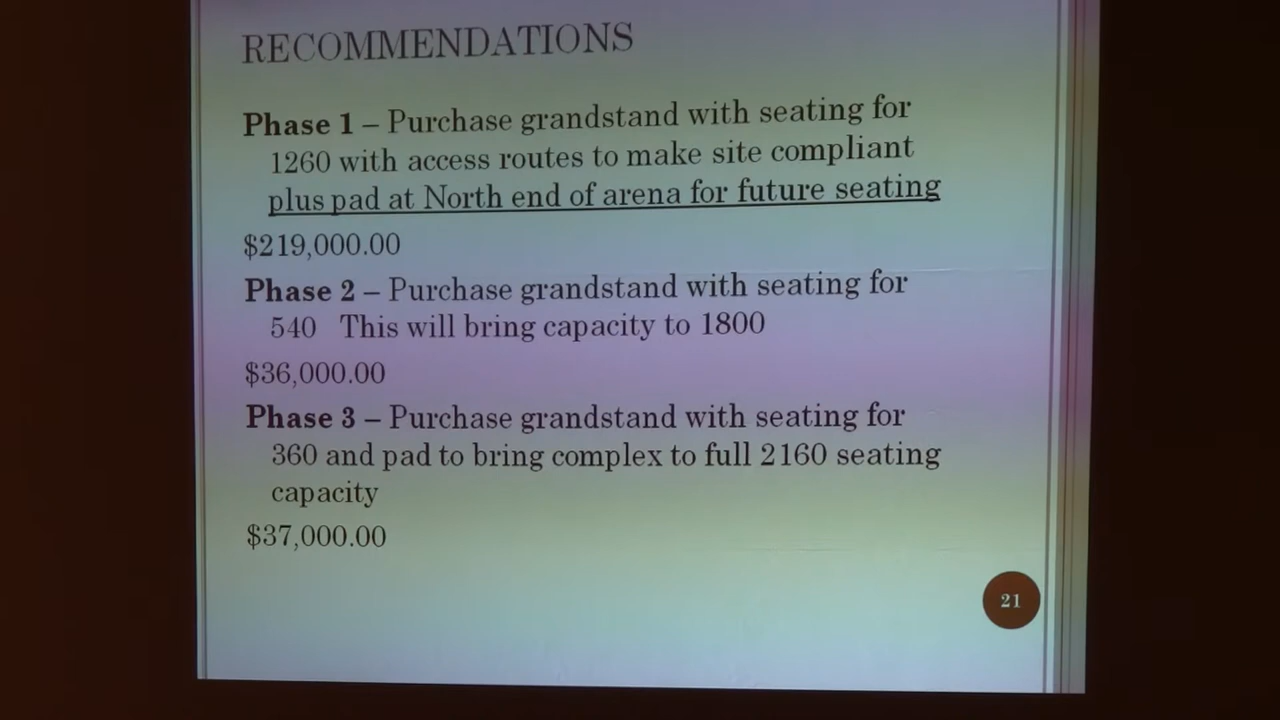 RECOMMENDATIONS
Phase 1 – Purchase grandstand with seating for
1260 with access routes to make site compliant
plus pad at North end of arena for future seating
$219,000.00
Phase 2 – Purchase grandstand with seating for
540 This will bring capacity to 1800
$36,000.00
Phase 3 – Purchase grandstand with seating for
360 and pad to bring complex to full 2160 seating
capacity
$37,000.00
21